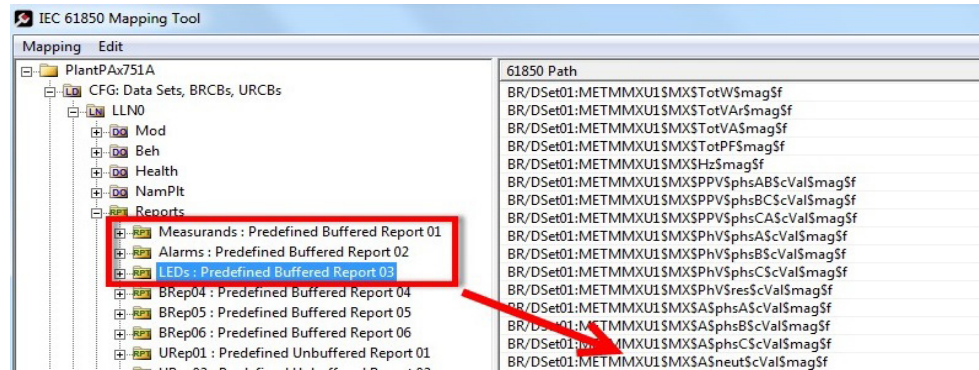 IEC 61850 Mapping Tool
Mapping Edit
PlantPAx751A
CFG: Data Sets, BRCBs, URCBs
LLN0
Mod
Beh
Health
NamPlt
Reports
Measurands : Predefined Buffered Report 01
Alarms : Predefined Buffered Report 02
LEDs : Predefined Buffered Report 03
BRep04 : Predefined Buffered Report 04
BRep05 : Predefined Buffered Report 05
BRep06 : Predefined Buffered Report 06
URep01 : Predefined Unbuffered Report 01
61850 Path
BR/DSet01:METMMXU1$MX$TotW$mag$f
BR/DSet01:METMMXU1$MX$TotVAr$mag$f
BR/DSet01:METMMXU1$MX$TotVA$mag$f
BR/DSet01:METMMXU1$MX$TotPF$mag$f
BR/DSet01:METMMXU1$MX$Hz$mag$f
BR/DSet01:METMMXU1$MX$PPV$phsAB$cVal$mag$f
BR/DSet01:METMMXU1$MX$PPV$phsBC$cVal$mag$f
BR/DSet01:METMMXU1$MX$PPV$phsCA$cVal$mag$f
BR/DSet01:METMMXU1$MX$PhV$phsA$cVal$mag$f
BR/DSet01:METMMXU1$MX$PhV$phsB$cVal$mag$f
BR/DSet01:METMMXU1$MX$PhV$phsC$cVal$mag$f
BR/DSet01:METMMXU1$MX$PhV$res$cVal$mag$f
BR/DSet01:METMMXU1$MX$A$phsA$cVal$mag$f
BR/DSet01:METMMXU1$MX$A$phsB$cVal$mag$f
BR/DSet01:METMMXU1$MX$A$phsC$cVal$mag$f
BR/DSet01:METMMXU1$MX$A$neut$cVal$mag$f